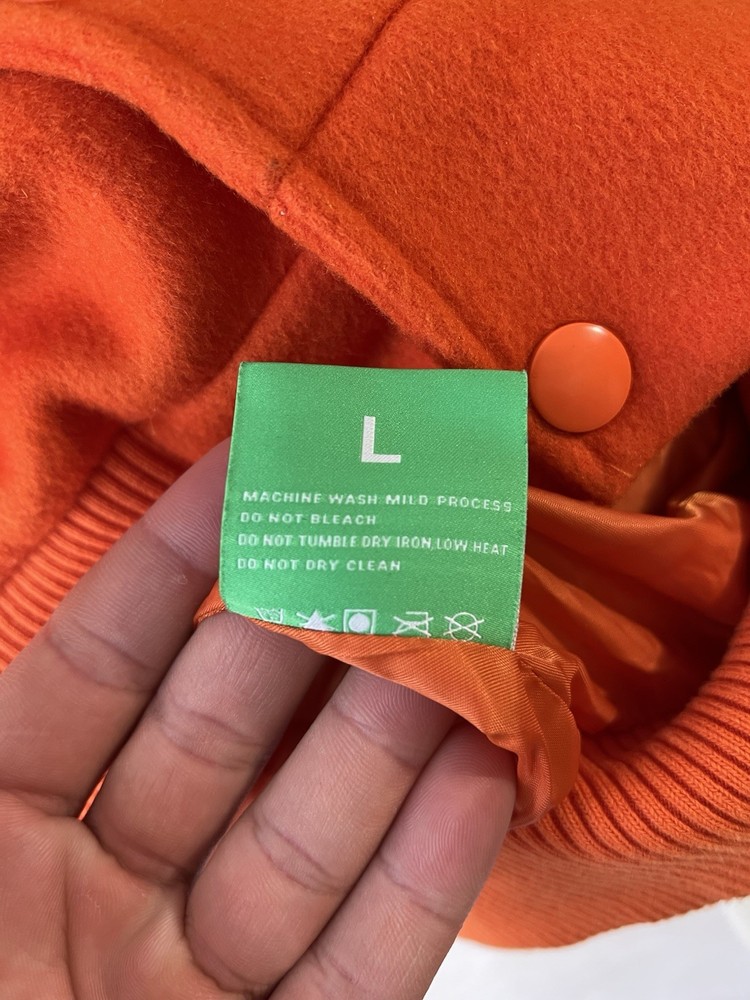 L
MACHINE WASH MILD PROCESS
DO NOT BLEACH
DO NOT TUMBLE DRY IRON,LOW HEAT
DO NOT DRY CLEAN